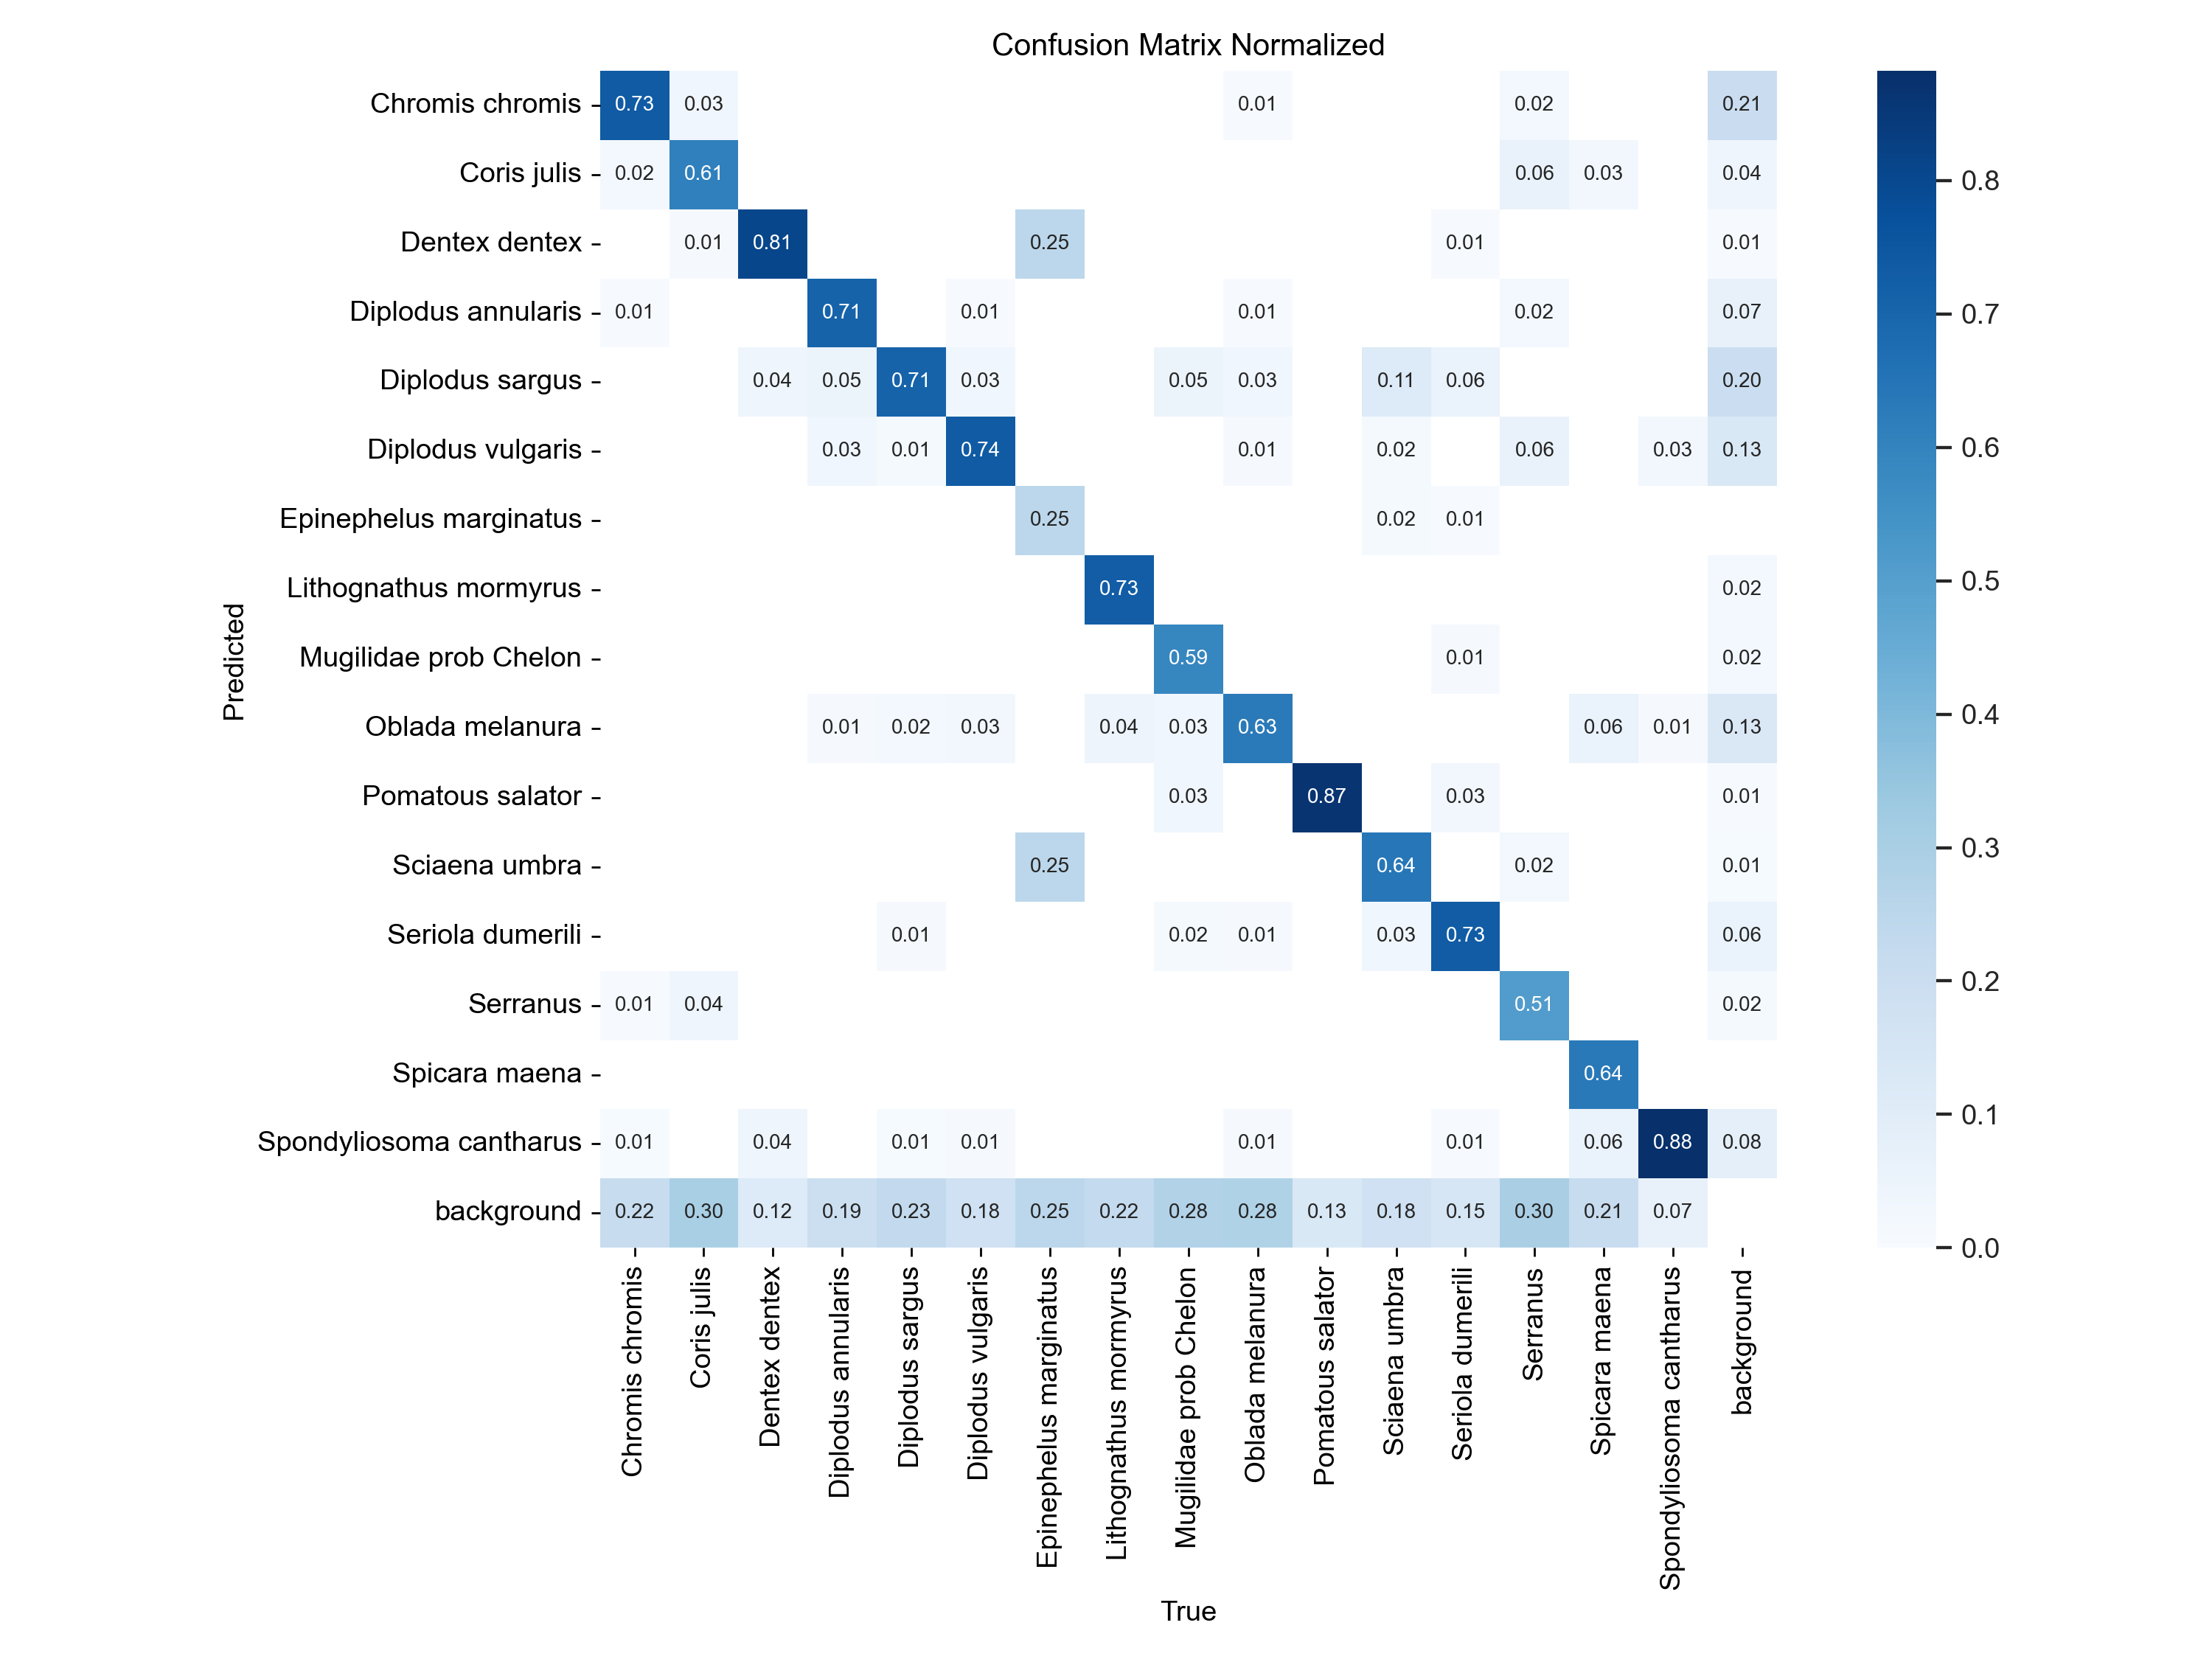 Confusion Matrix Normalized
Predicted
Chromis chromis 0.73 0.03 0.01 0.02 0.21
Coris julis 0.02 0.61 0.06 0.03 0.04
Dentex dentex 0.01 0.81 0.25 0.01 0.01
Diplodus annularis 0.01 0.71 0.01 0.01 0.02 0.07
Diplodus sargus 0.04 0.05 0.71 0.03 0.05 0.03 0.11 0.06 0.20
Diplodus vulgaris 0.03 0.01 0.74 0.01 0.02 0.06 0.03 0.13
Epinephelus marginatus 0.25 0.02 0.01
Lithognathus mormyrus 0.73 0.02
Mugilidae prob Chelon 0.59 0.01 0.02
Oblada melanura 0.01 0.02 0.03 0.04 0.03 0.63 0.06 0.01 0.13
Pomatous salator 0.03 0.87 0.03 0.01
Sciaena umbra 0.25 0.64 0.02 0.01
Seriola dumerili 0.01 0.02 0.01 0.03 0.73 0.06
Serranus 0.01 0.04 0.51 0.02
Spicara maena 0.64
Spondyliosoma cantharus 0.01 0.04 0.01 0.01 0.01 0.01 0.06 0.88 0.08
background 0.22 0.30 0.12 0.19 0.23 0.18 0.25 0.22 0.28 0.28 0.13 0.18 0.15 0.30 0.21 0.07
Chromis chromis
Coris julis
Dentex dentex
Diplodus annularis
Diplodus sargus
Diplodus vulgaris
Epinephelus marginatus
Lithognathus mormyrus
Mugilidae prob Chelon
Oblada melanura
Pomatous salator
Sciaena umbra
Seriola dumerili
Serranus
Spicara maena
Spondyliosoma cantharus
background
True
0.8
0.7
0.6
0.5
0.4
0.3
0.2
0.1
0.0